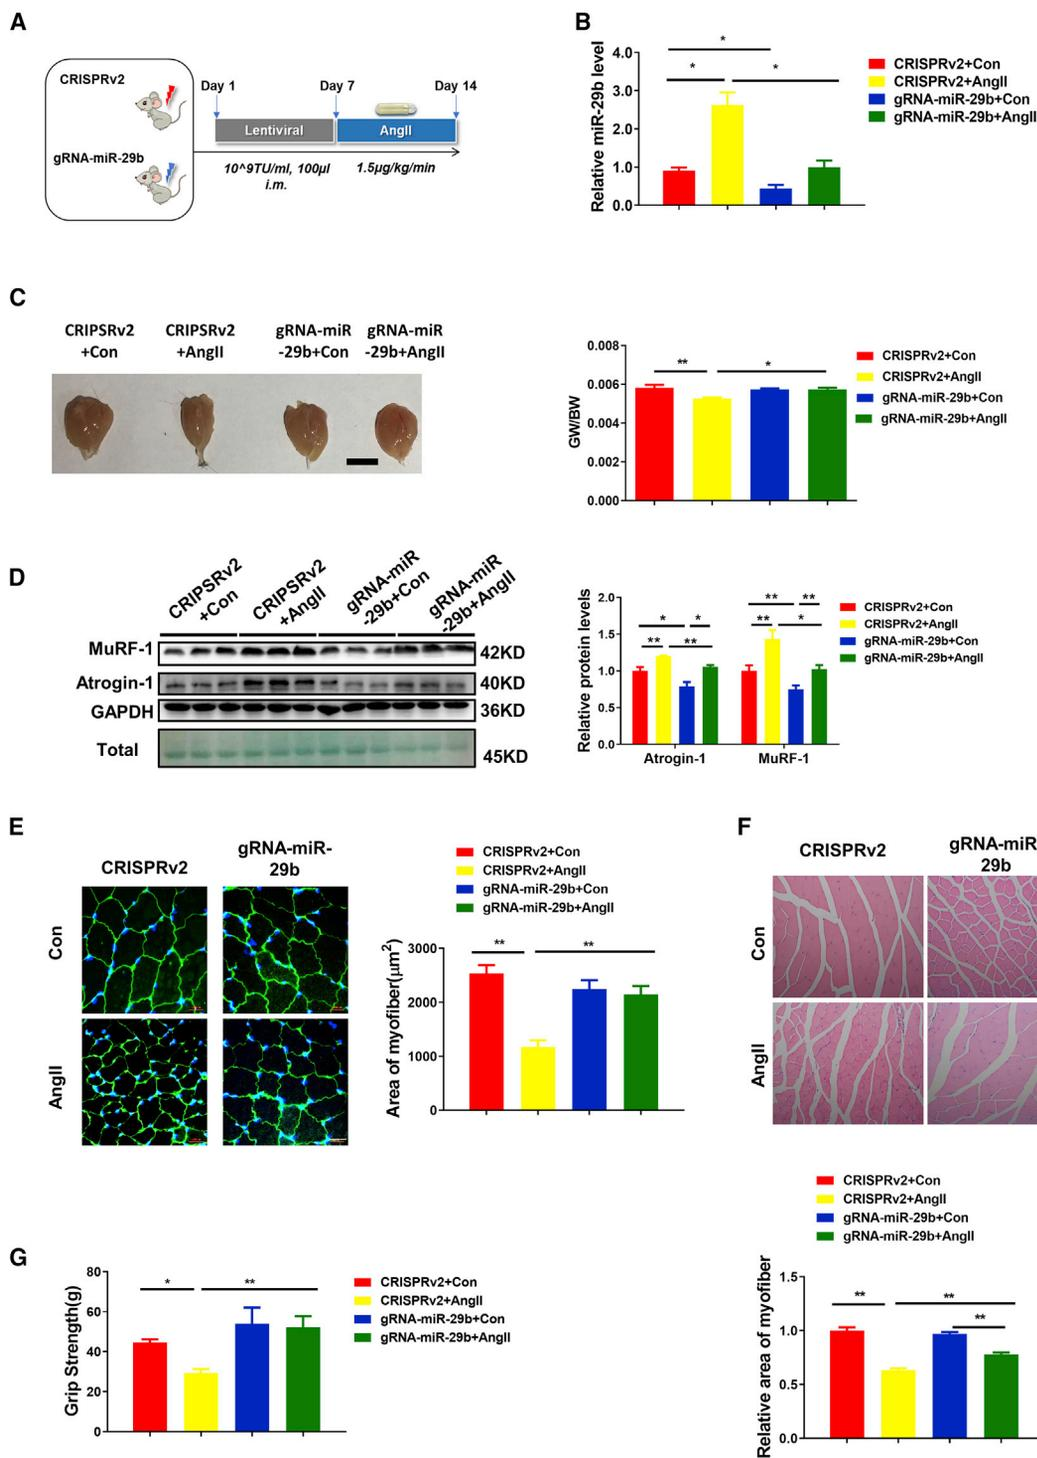 A
CRISPRv2
gRNA-miR-29b
Day 1
Day 7
Day 14
Lentiviral
AngII
10^9TU/ml, 100μl
i.m.
1.5μg/kg/min
B
Relative miR-29b level
4.0
3.0
2.0
1.0
0.0
*
*
*
CRISPRv2+Con
CRISPRv2+AngII
gRNA-miR-29b+Con
gRNA-miR-29b+AngII
C
CRIPSRv2
+Con
CRIPSRv2
+AngII
gRNA-miR
-29b+Con
gRNA-miR
-29b+AngII
GW/BW
0.008
0.006
0.004
0.002
0.000
**
*
CRISPRv2+Con
CRISPRv2+AngII
gRNA-miR-29b+Con
gRNA-miR-29b+AngII
D
CRIPSRv2
+Con
CRIPSRv2
+AngII
gRNA-miR
-29b+Con
gRNA-miR
-29b+AngII
MuRF-1
42KD
Atrogin-1
40KD
GAPDH
36KD
Total
45KD
Relative protein levels
2.0
1.5
1.0
0.5
0.0
*
*
**
**
**
**
**
*
Atrogin-1
MuRF-1
CRISPRv2+Con
CRISPRv2+AngII
gRNA-miR-29b+Con
gRNA-miR-29b+AngII
E
CRISPRv2
gRNA-miR-
29b
Con
AngII
CRISPRv2+Con
CRISPRv2+AngII
gRNA-miR-29b+Con
gRNA-miR-29b+AngII
Area of myofiber(μm²)
3000
2000
1000
0
**
**
F
CRISPRv2
gRNA-miR
29b
Con
AngII
CRISPRv2+Con
CRISPRv2+AngII
gRNA-miR-29b+Con
gRNA-miR-29b+AngII
Relative area of myofiber
1.5
1.0
0.5
0.0
**
**
**
G
Grip Strength(g)
80
60
40
20
0
*
**
CRISPRv2+Con
CRISPRv2+AngII
gRNA-miR-29b+Con
gRNA-miR-29b+AngII